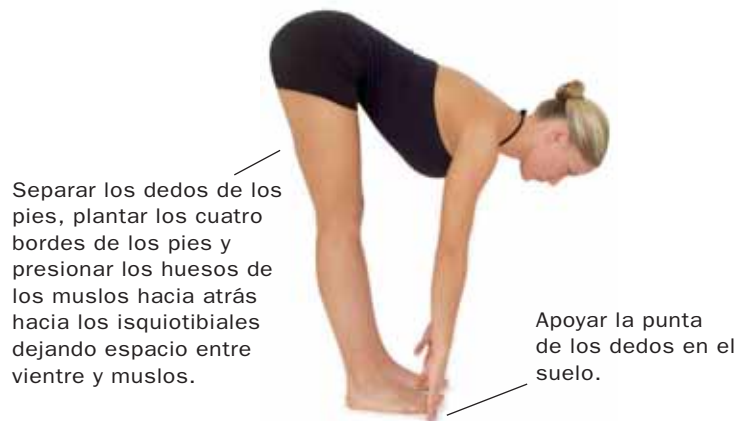 Separar los dedos de los
pies, plantar los cuatro
bordes de los pies y
presionar los huesos de
los muslos hacia atrás
hacia los isquiotibiales
dejando espacio entre
vientre y muslos.
Apoyar la punta
de los dedos en el
suelo.